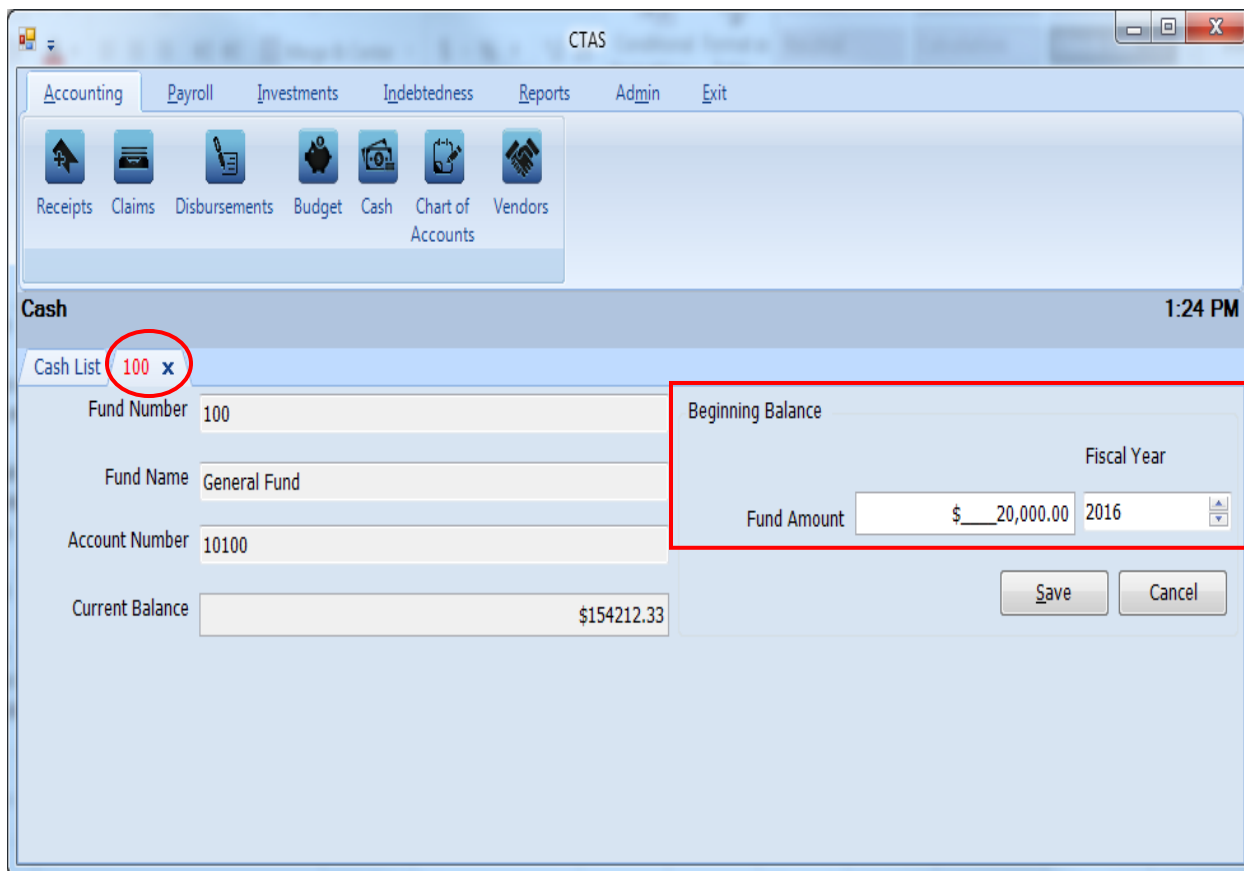 CTAS
Accounting Payroll Investments Indebtedness Reports Admin Exit
Receipts Claims Disbursements Budget Cash Chart of Accounts Vendors
Cash 1:24 PM
Cash List 100 x
Fund Number 100
Fund Name General Fund
Account Number 10100
Current Balance $154212.33
Beginning Balance
Fiscal Year
Fund Amount $____20,000.00 2016
Save Cancel